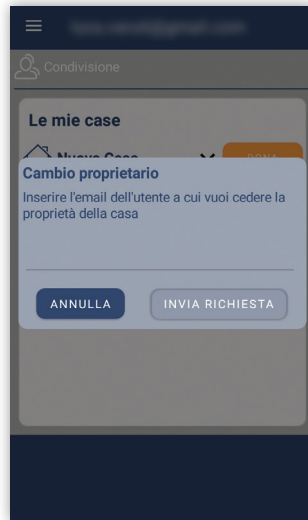 Condivisione
Le mie case
Nuova Casa
DONA
Cambio proprietario
Inserire l'email dell'utente a cui vuoi cedere la
proprietà della casa
ANNULLA
INVIA RICHIESTA